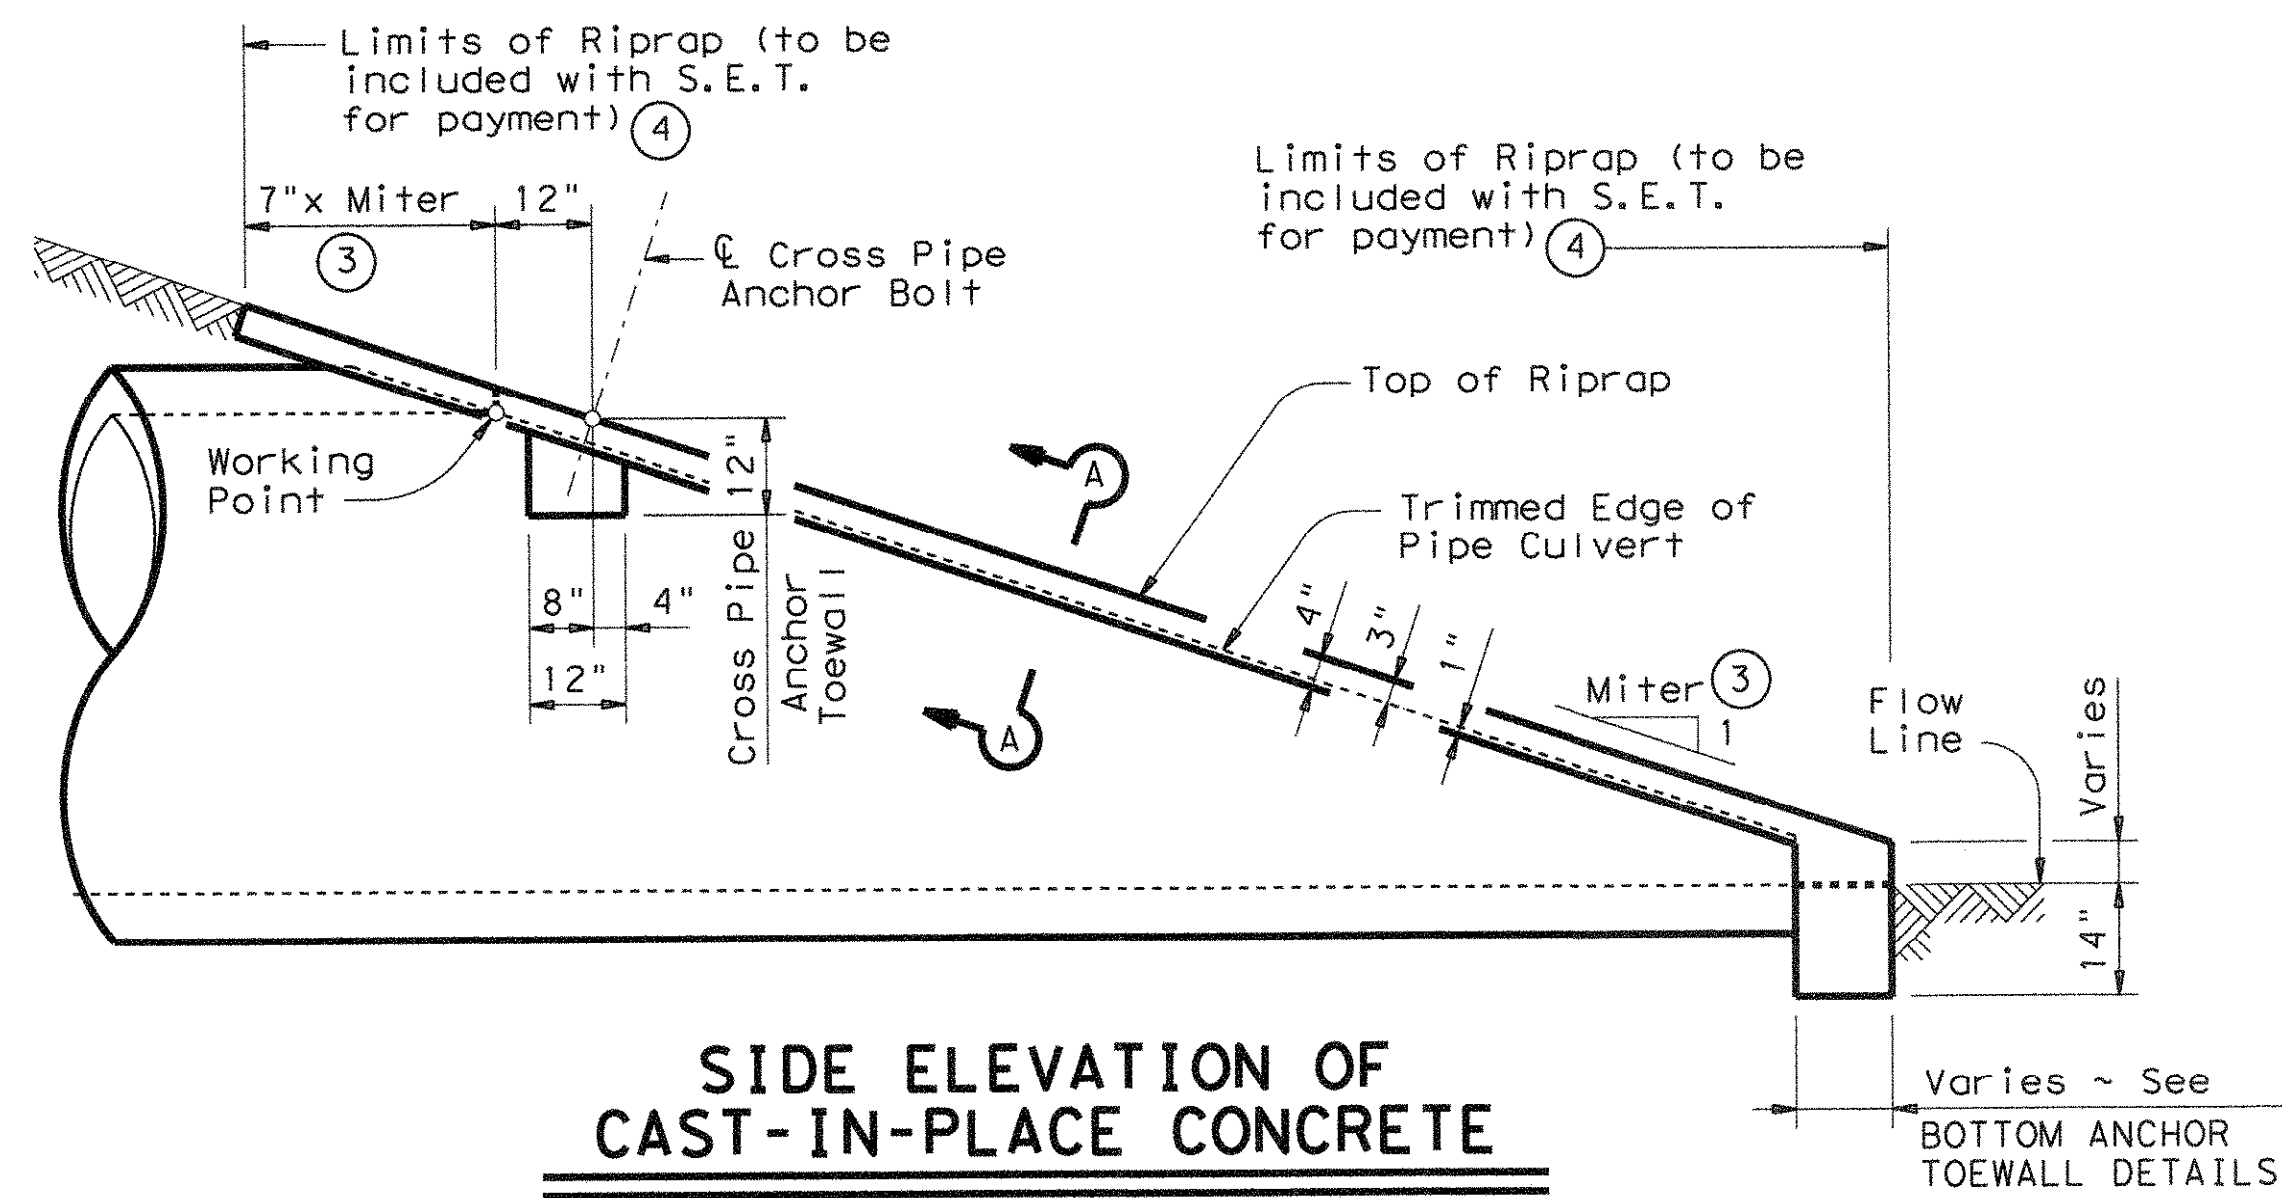 Limits of Riprap (to be
included with S.E.T.
for payment) 4
7"x Miter
12"
3
℄ Cross Pipe
Anchor Bolt
Limits of Riprap (to be
included with S.E.T.
for payment) 4
Top of Riprap
Working
Point
12"
A
Trimmed Edge of
Pipe Culvert
8"
4"
12"
Cross Pipe
Anchor
Toewall
4"
3"
1"
A
Miter 3
1
Flow
Line
Varies
14"
SIDE ELEVATION OF
CAST-IN-PLACE CONCRETE
Varies ~ See
BOTTOM ANCHOR
TOEWALL DETAILS